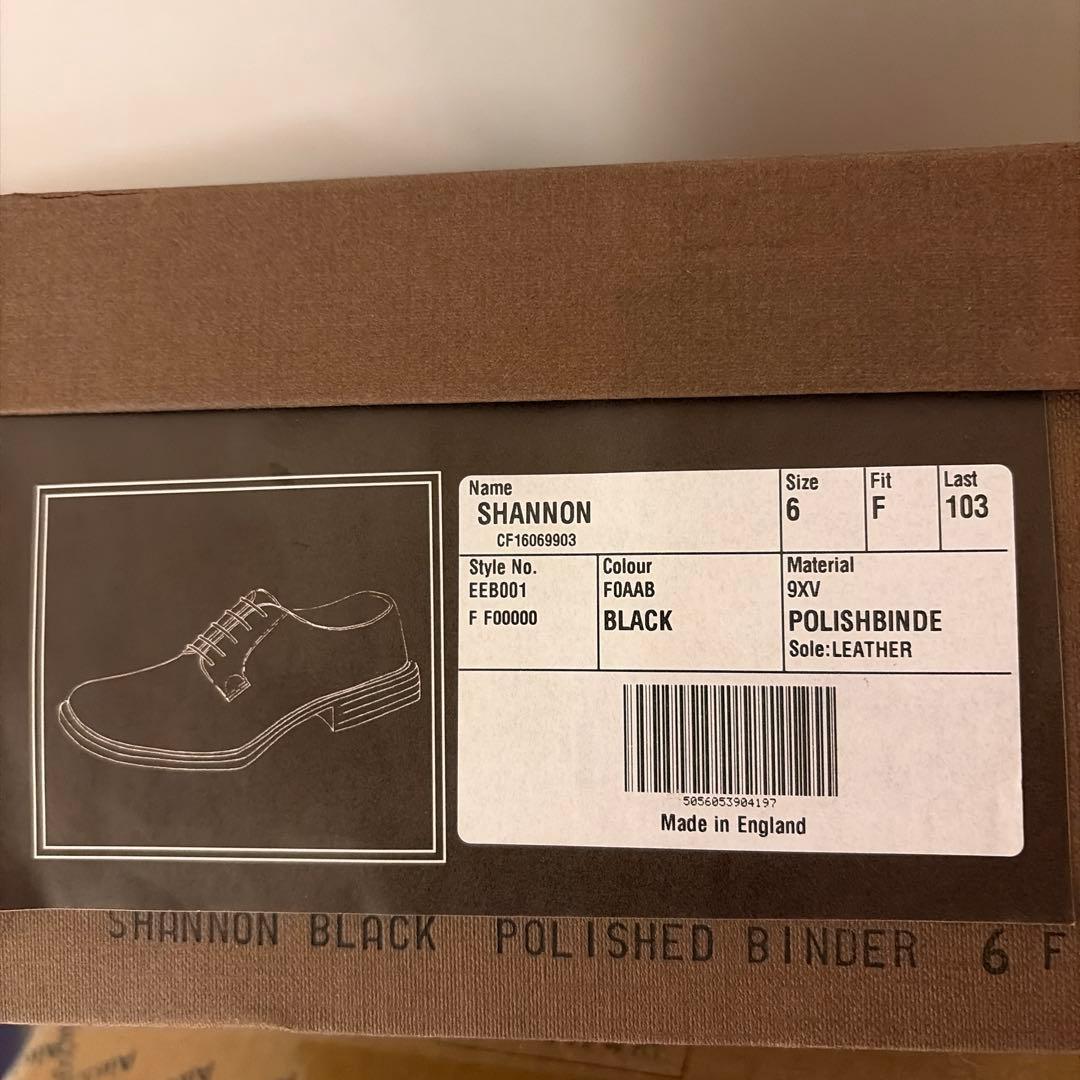 Name
SHANNON
CF16069903
Size
6
Fit
F
Last
103
Style No.
EEB001
F F00000
Colour
F0AAB
BLACK
Material
9XV
POLISHBINDE
Sole:LEATHER
5056053904197
Made in England
SHANNON BLACK POLISHED BINDER 6 F